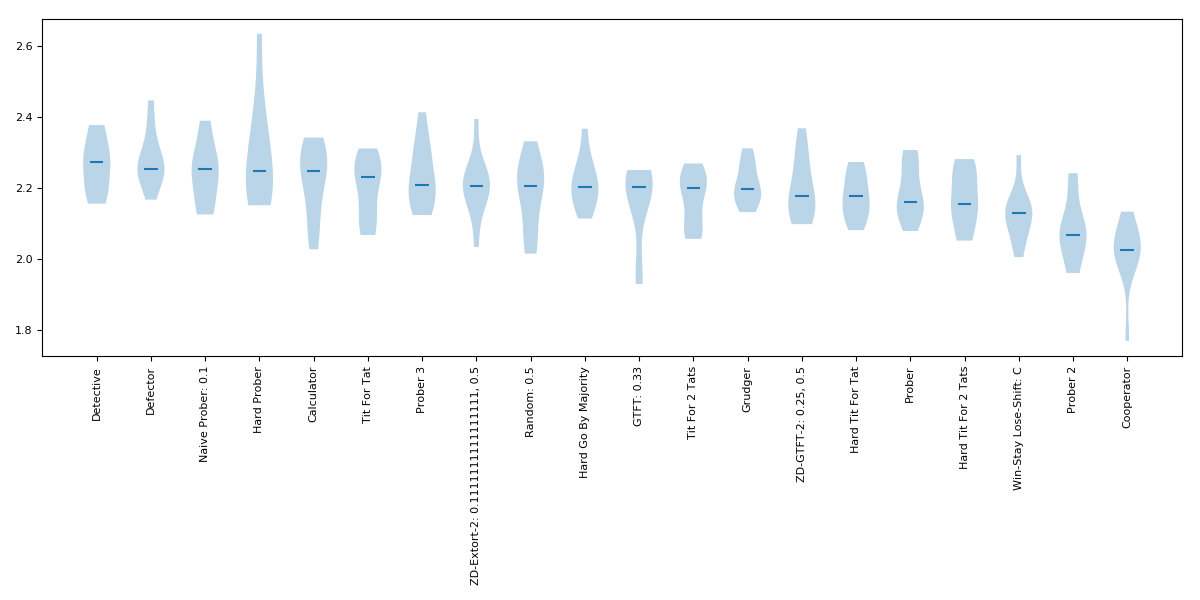 2.6
2.4
2.2
2.0
1.8
Detective
Defector
Naive Prober: 0.1
Hard Prober
Calculator
Tit For Tat
Prober 3
ZD-Extort-2: 0.1111111111111111, 0.5
Random: 0.5
Hard Go By Majority
GTFT: 0.33
Tit For 2 Tats
Grudger
ZD-GTFT-2: 0.25, 0.5
Hard Tit For Tat
Prober
Hard Tit For 2 Tats
Win-Stay Lose-Shift: C
Prober 2
Cooperator